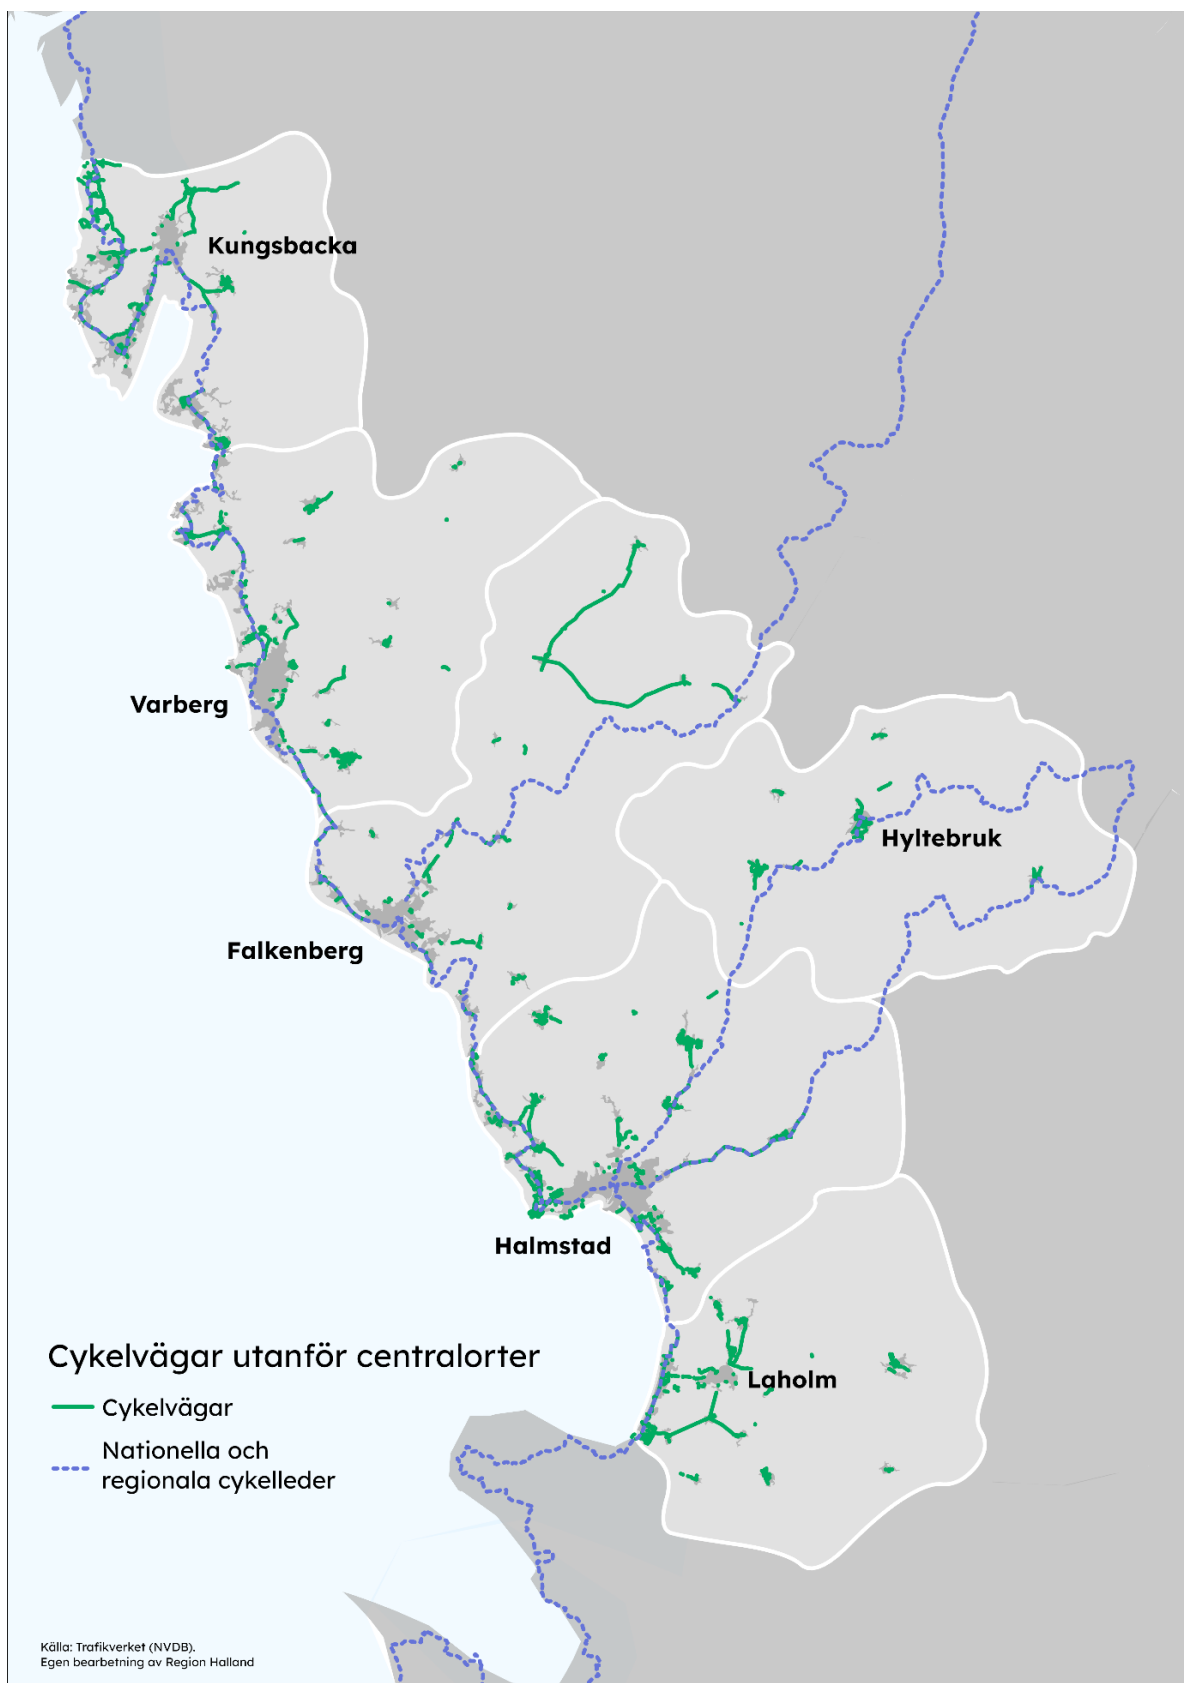 Kungsbacka
Varberg
Hyltebruk
Falkenberg
Halmstad
Laholm
Cykelvägar utanför centralorter
Cykelvägar
Nationella och
regionala cykelleder
Källa: Trafikverket (NVDB).
Egen bearbetning av Region Halland